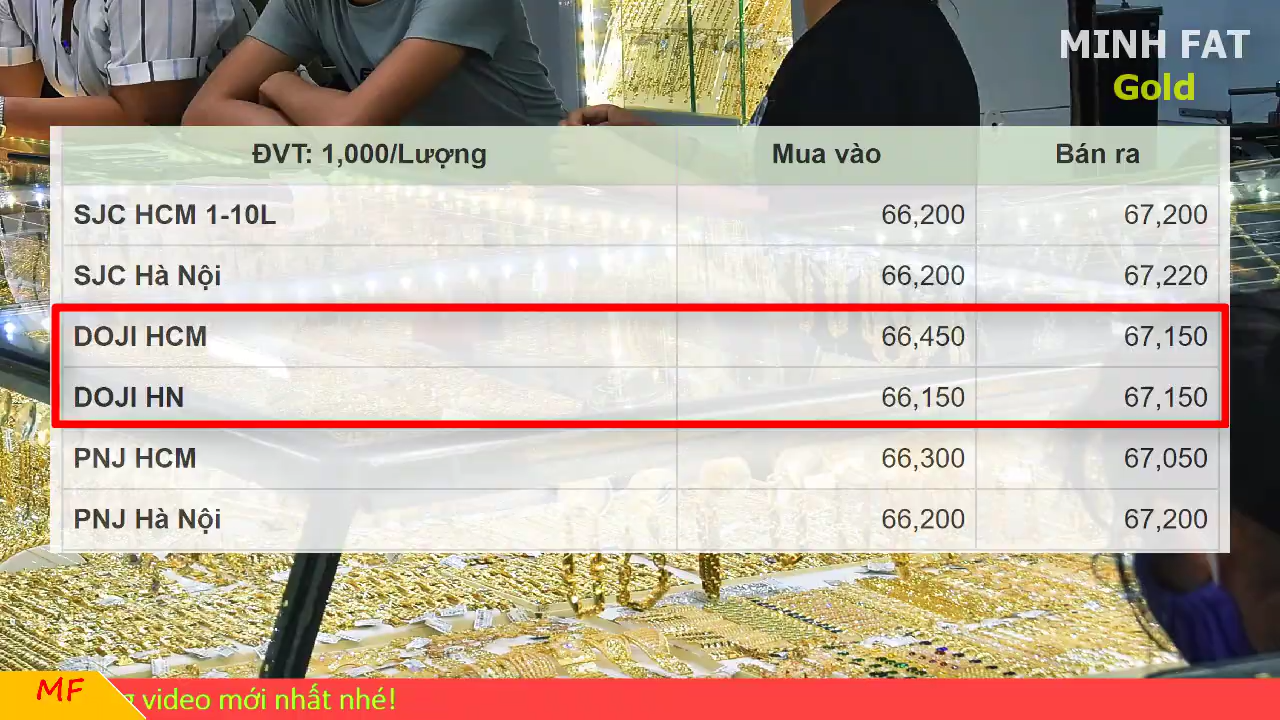 MINH FAT
Gold
ĐVT: 1,000/Lượng Mua vào Bán ra
SJC HCM 1-10L 66,200 67,200
SJC Hà Nội 66,200 67,220
DOJI HCM 66,450 67,150
DOJI HN 66,150 67,150
PNJ HCM 66,300 67,050
PNJ Hà Nội 66,200 67,200
MF video mới nhất nhé!